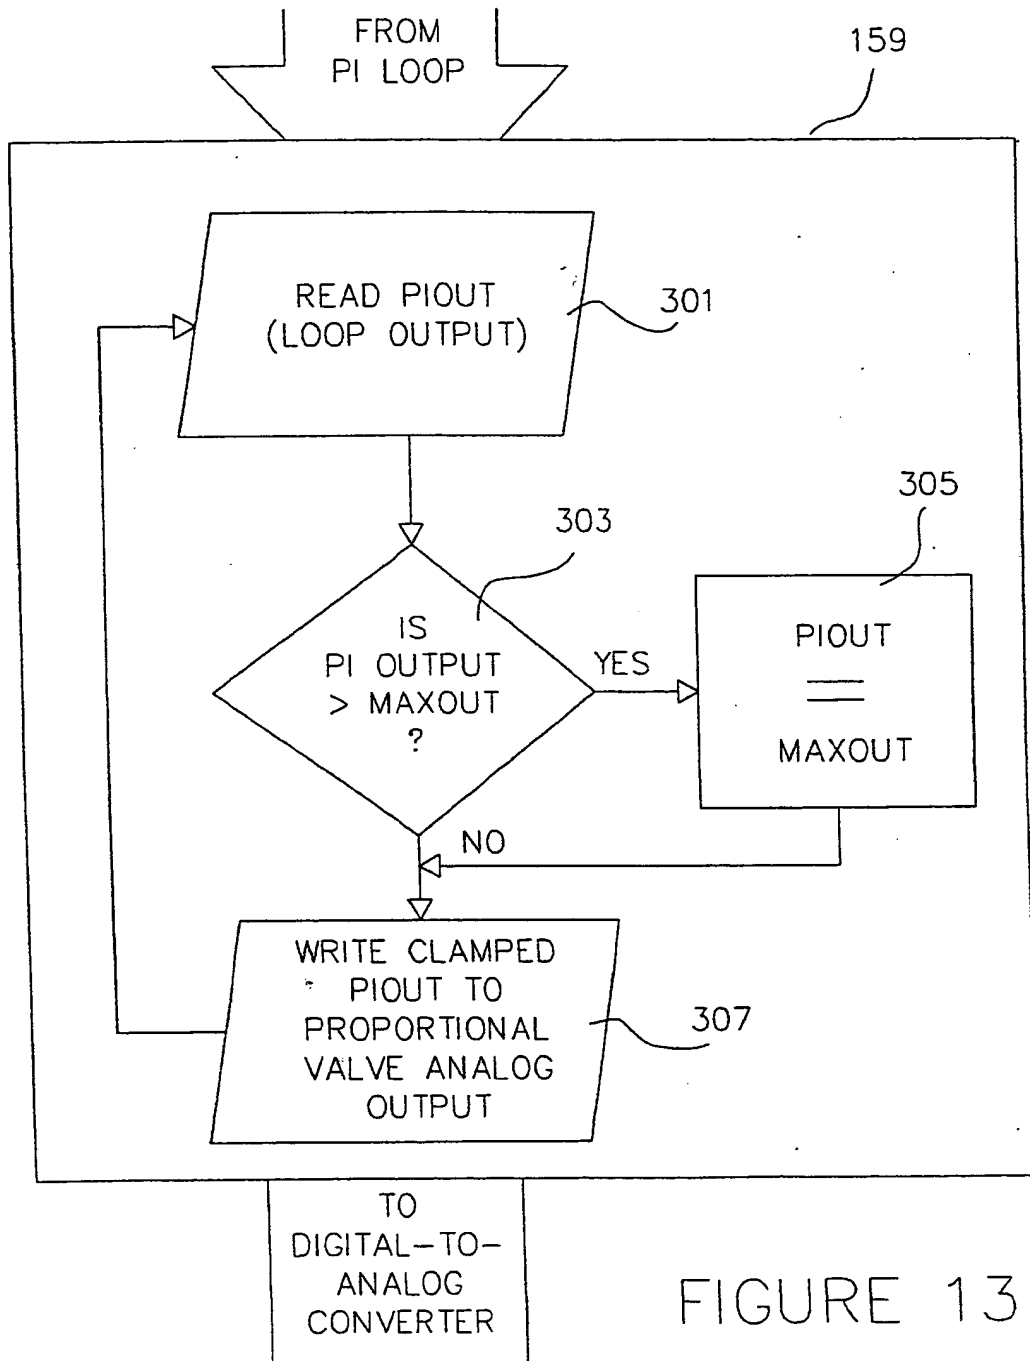 FROM
PI LOOP
159
READ PIOUT
(LOOP OUTPUT)
301
303
305
IS
PI OUTPUT
> MAXOUT
?
YES
PIOUT
=
MAXOUT
NO
WRITE CLAMPED
PIOUT TO
PROPORTIONAL
VALVE ANALOG
OUTPUT
307
TO
DIGITAL-TO-
ANALOG
CONVERTER
FIGURE 13